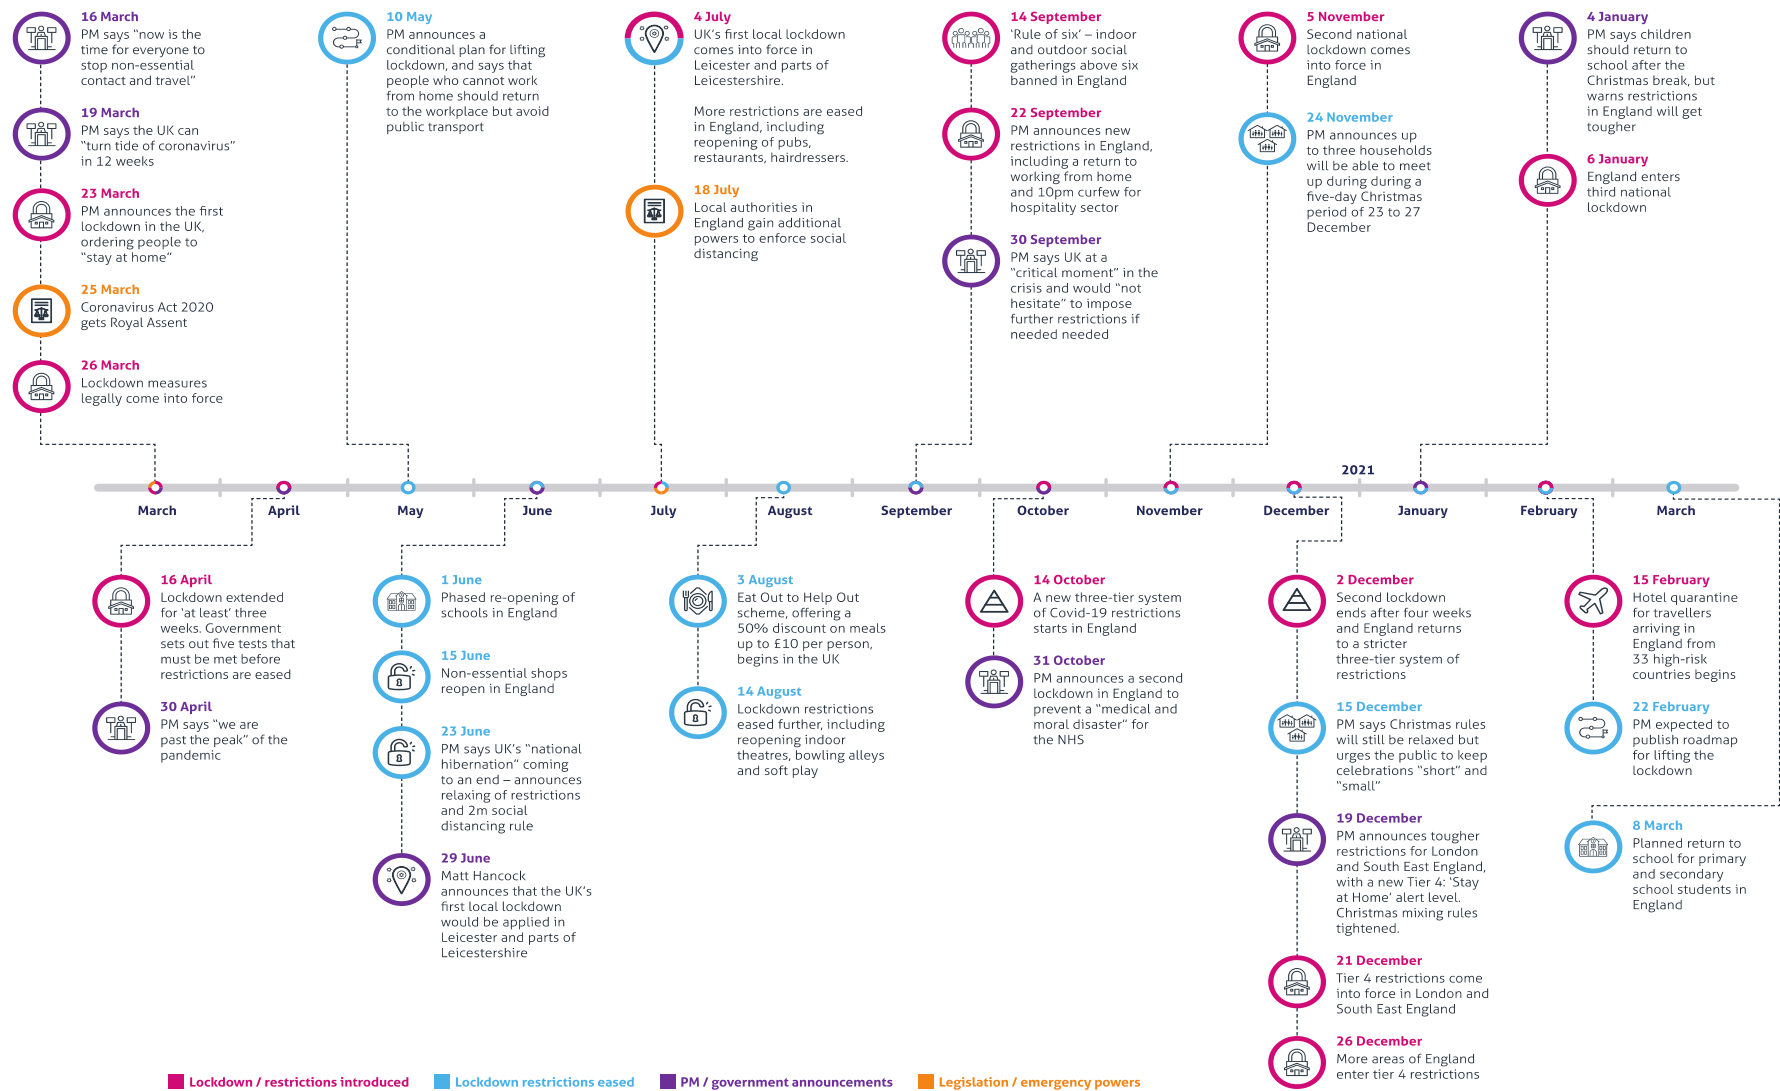 16 March
PM says “now is the
time for everyone to
stop non-essential
contact and travel”
19 March
PM says the UK can
“turn tide of coronavirus”
in 12 weeks
23 March
PM announces the first
lockdown in the UK,
ordering people to
“stay at home”
25 March
Coronavirus Act 2020
gets Royal Assent
26 March
Lockdown measures
legally come into force
10 May
PM announces a
conditional plan for lifting
lockdown, and says that
people who cannot work
from home should return
to the workplace but avoid
public transport
4 July
UK’s first local lockdown
comes into force in
Leicester and parts of
Leicestershire.
More restrictions are eased
in England, including
reopening of pubs,
restaurants, hairdressers.
18 July
Local authorities in
England gain additional
powers to enforce social
distancing
14 September
‘Rule of six’ – indoor
and outdoor social
gatherings above six
banned in England
22 September
PM announces new
restrictions in England,
including a return to
working from home
and 10pm curfew for
hospitality sector
30 September
PM says UK at a
“critical moment” in the
crisis and would “not
hesitate” to impose
further restrictions if
needed needed
5 November
Second national
lockdown comes
into force in
England
24 November
PM announces up
to three households
will be able to meet
up during during a
five-day Christmas
period of 23 to 27
December
4 January
PM says children
should return to
school after the
Christmas break, but
warns restrictions
in England will get
tougher
6 January
England enters
third national
lockdown
2021
March
April
May
June
July
August
September
October
November
December
January
February
March
16 April
Lockdown extended
for ‘at least’ three
weeks. Government
sets out five tests that
must be met before
restrictions are eased
30 April
PM says “we are
past the peak” of the
pandemic
1 June
Phased re-opening of
schools in England
15 June
Non-essential shops
reopen in England
23 June
PM says UK’s “national
hibernation” coming
to an end – announces
relaxing of restrictions
and 2m social
distancing rule
29 June
Matt Hancock
announces that the UK’s
first local lockdown
would be applied in
Leicester and parts of
Leicestershire
3 August
Eat Out to Help Out
scheme, offering a
50% discount on meals
up to £10 per person,
begins in the UK
14 August
Lockdown restrictions
eased further, including
reopening indoor
theatres, bowling alleys
and soft play
14 October
A new three-tier system
of Covid-19 restrictions
starts in England
31 October
PM announces a second
lockdown in England to
prevent a “medical and
moral disaster” for
the NHS
2 December
Second lockdown
ends after four weeks
and England returns
to a stricter
three-tier system of
restrictions
15 December
PM says Christmas rules
will still be relaxed but
urges the public to keep
celebrations “short” and
“small”
19 December
PM announces tougher
restrictions for London
and South East England,
with a new Tier 4: ‘Stay
at Home’ alert level.
Christmas mixing rules
tightened.
21 December
Tier 4 restrictions come
into force in London and
South East England
26 December
More areas of England
enter tier 4 restrictions
15 February
Hotel quarantine
for travellers
arriving in
England from
33 high-risk
countries begins
22 February
PM expected to
publish roadmap
for lifting the
lockdown
8 March
Planned return to
school for primary
and secondary
school students in
England
Lockdown / restrictions introduced
Lockdown restrictions eased
PM / government announcements
Legislation / emergency powers